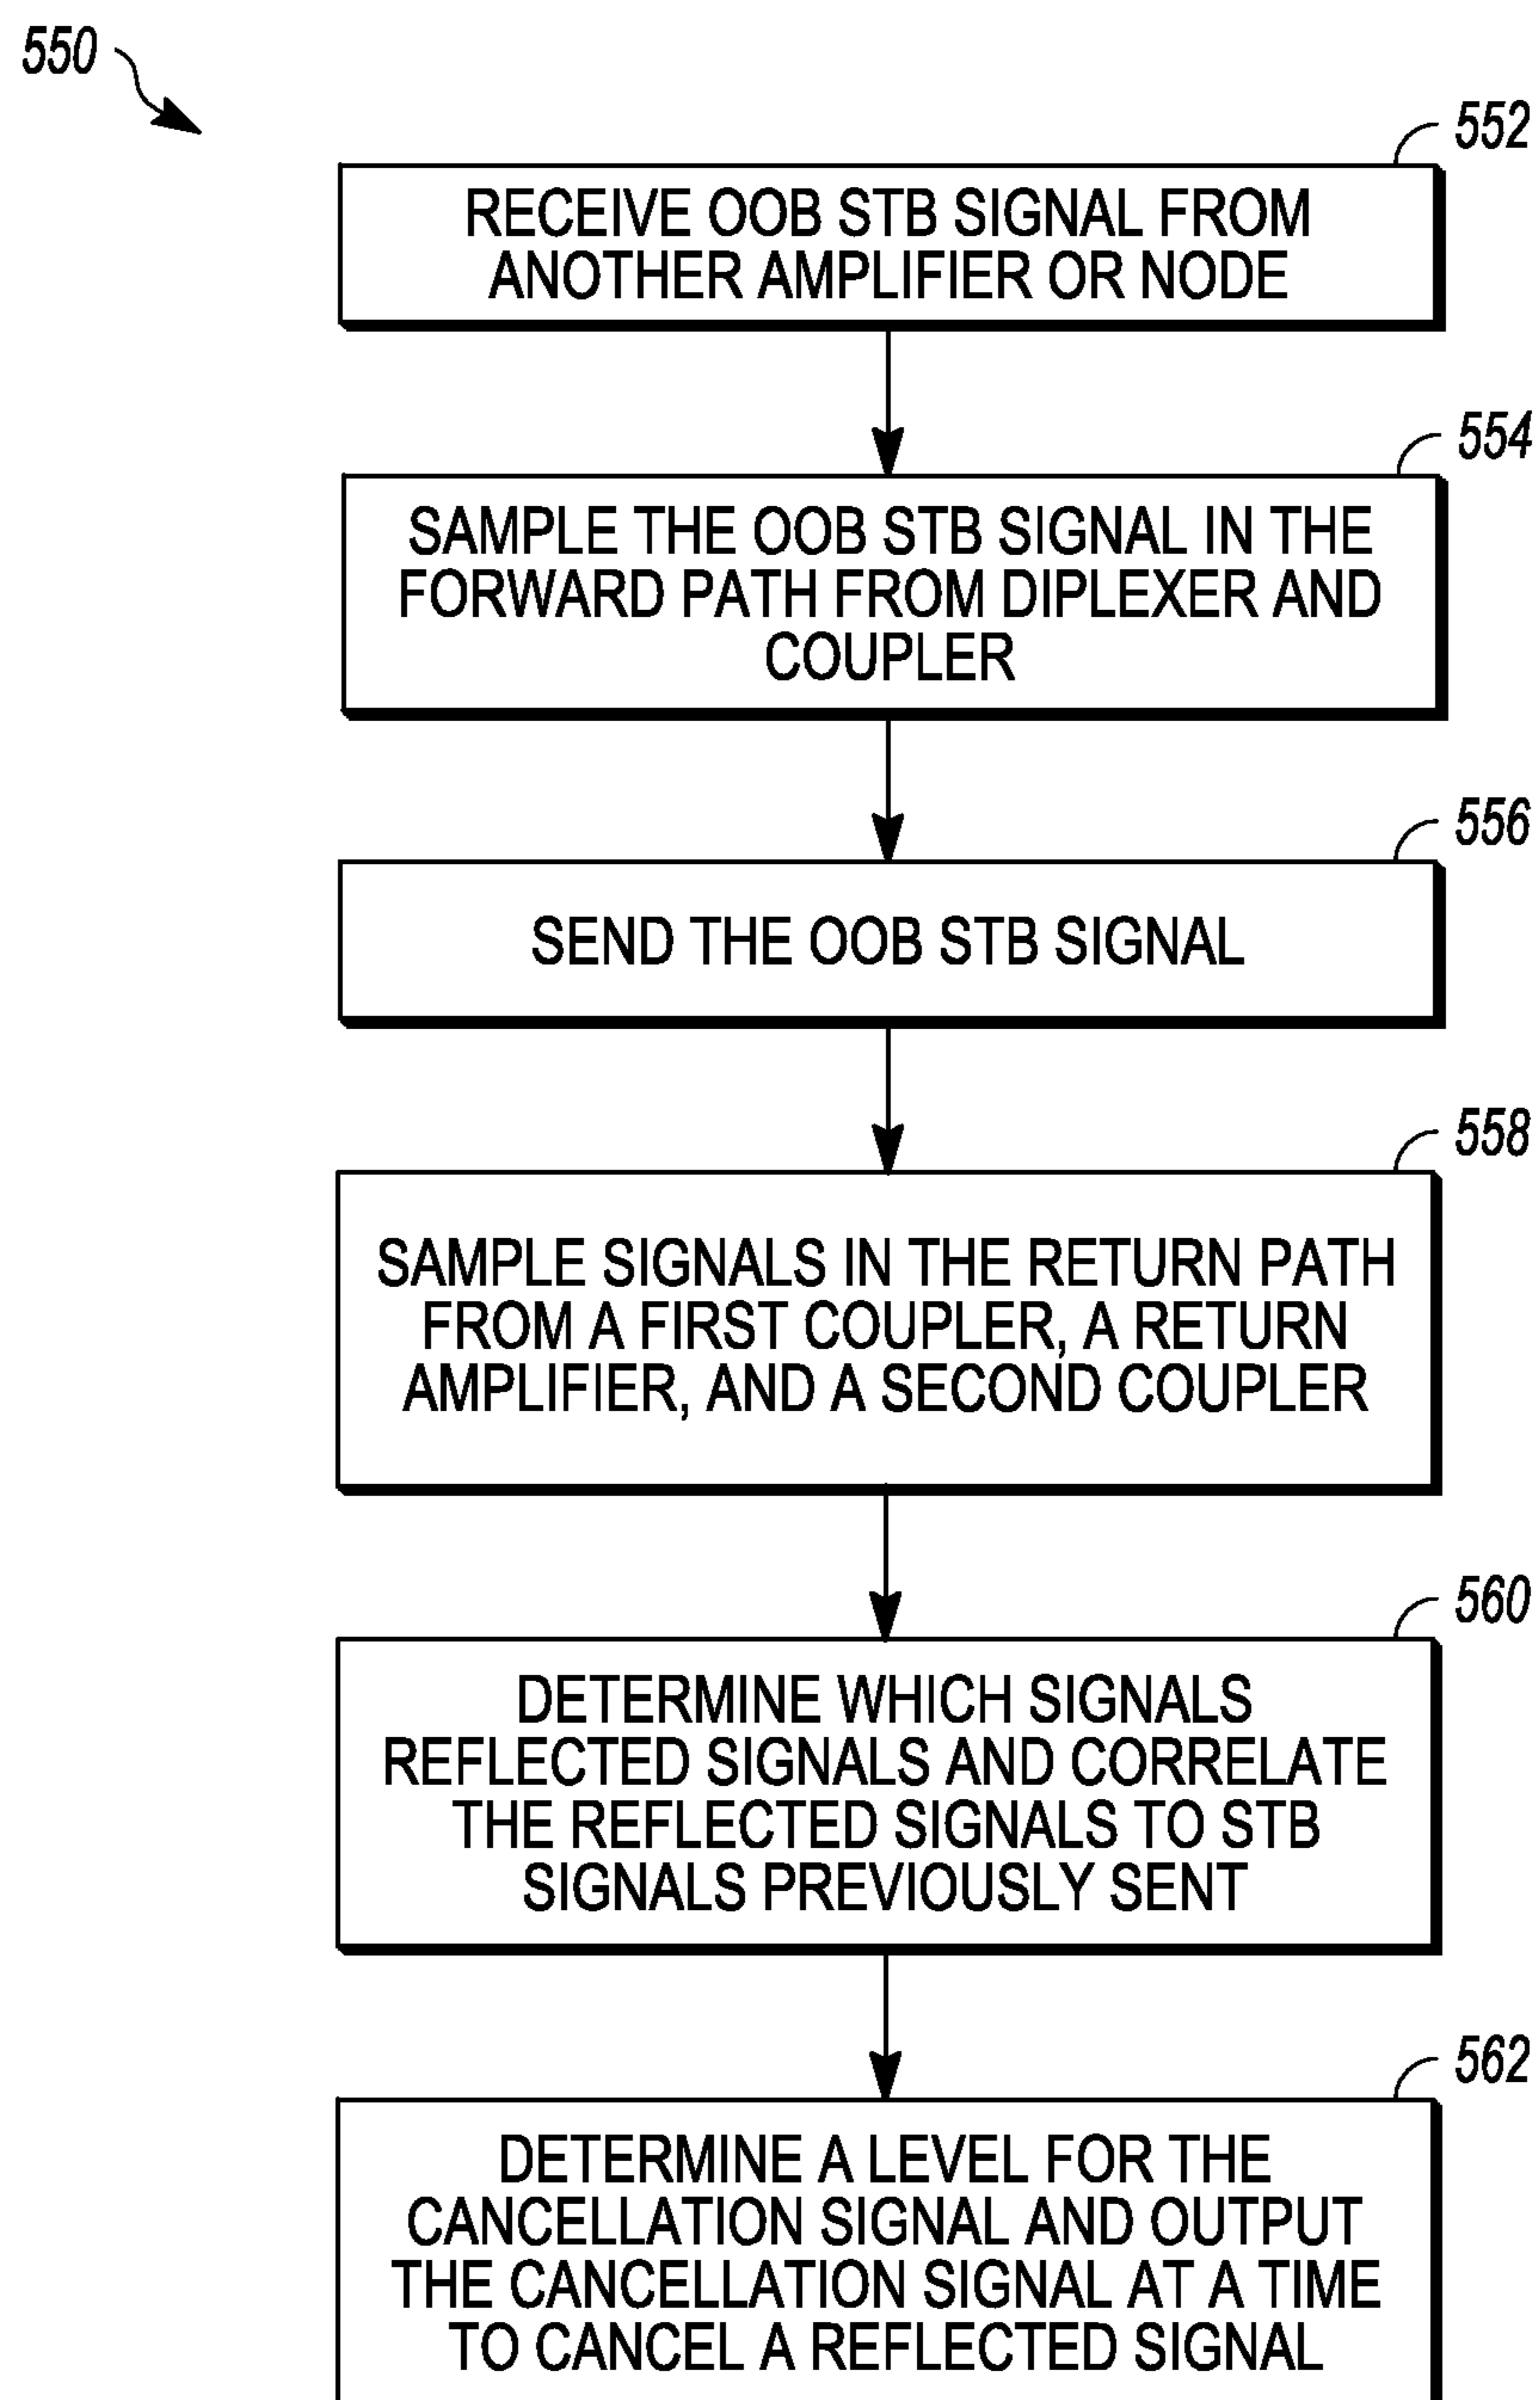 550
552
RECEIVE OOB STB SIGNAL FROM
ANOTHER AMPLIFIER OR NODE
554
SAMPLE THE OOB STB SIGNAL IN THE
FORWARD PATH FROM DIPLEXER AND
COUPLER
556
SEND THE OOB STB SIGNAL
558
SAMPLE SIGNALS IN THE RETURN PATH
FROM A FIRST COUPLER, A RETURN
AMPLIFIER, AND A SECOND COUPLER
560
DETERMINE WHICH SIGNALS
REFLECTED SIGNALS AND CORRELATE
THE REFLECTED SIGNALS TO STB
SIGNALS PREVIOUSLY SENT
562
DETERMINE A LEVEL FOR THE
CANCELLATION SIGNAL AND OUTPUT
THE CANCELLATION SIGNAL AT A TIME
TO CANCEL A REFLECTED SIGNAL